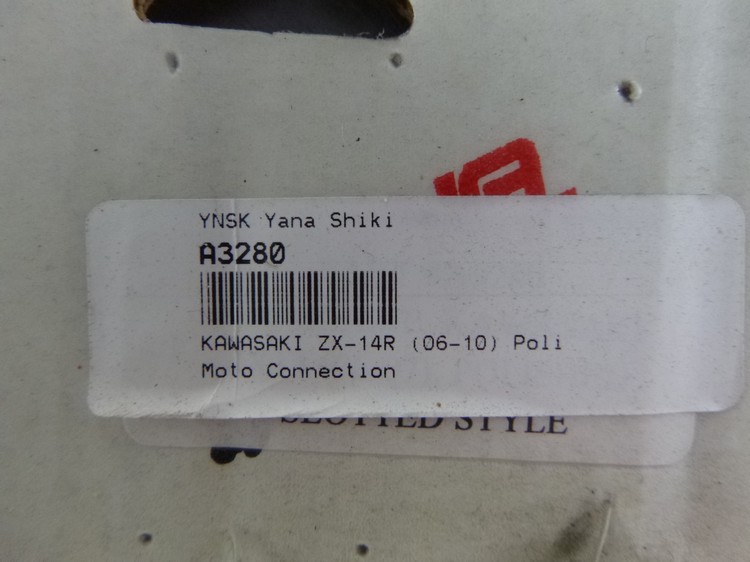 YNSK Yana Shiki
A3280
KAWASAKI ZX-14R (06-10) Poli
Moto Connection
SLOTTED STYLE